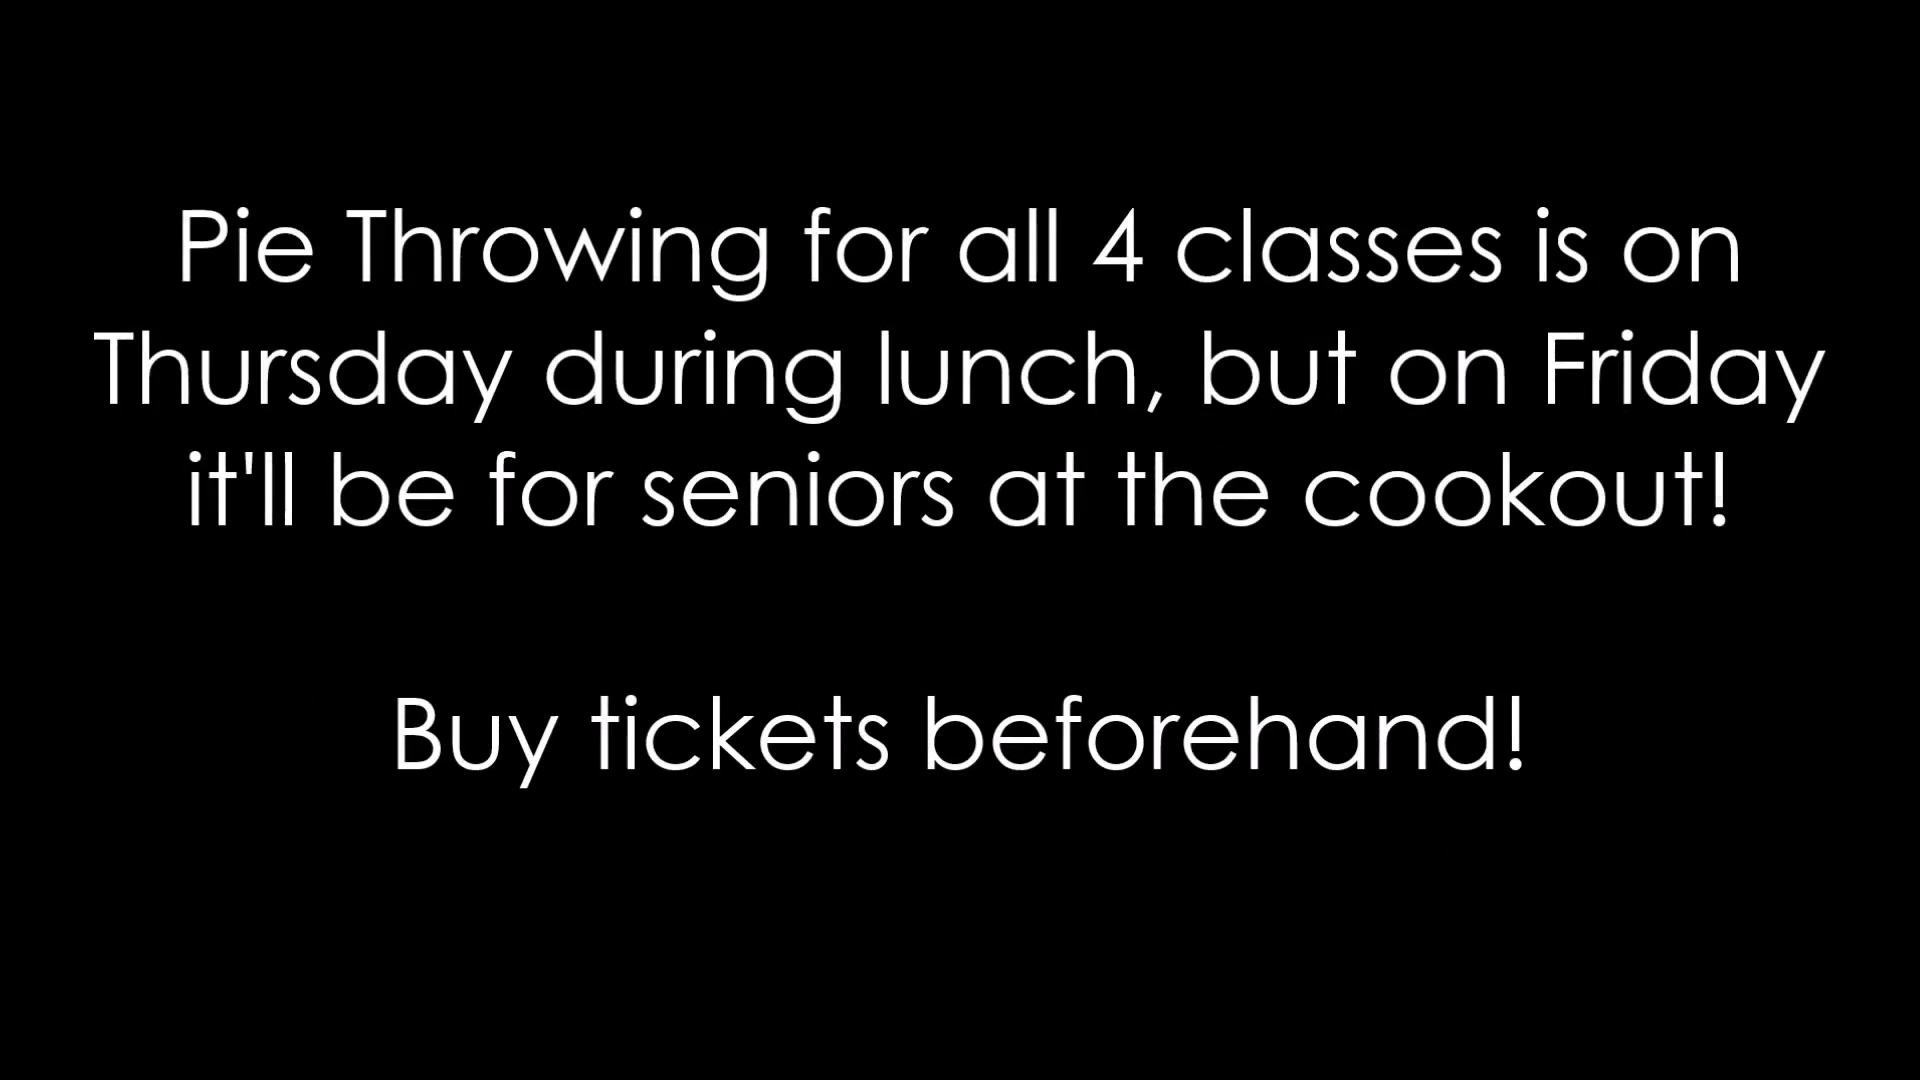 Pie Throwing for all 4 classes is on
Thursday during lunch, but on Friday
it'll be for seniors at the cookout!
Buy tickets beforehand!